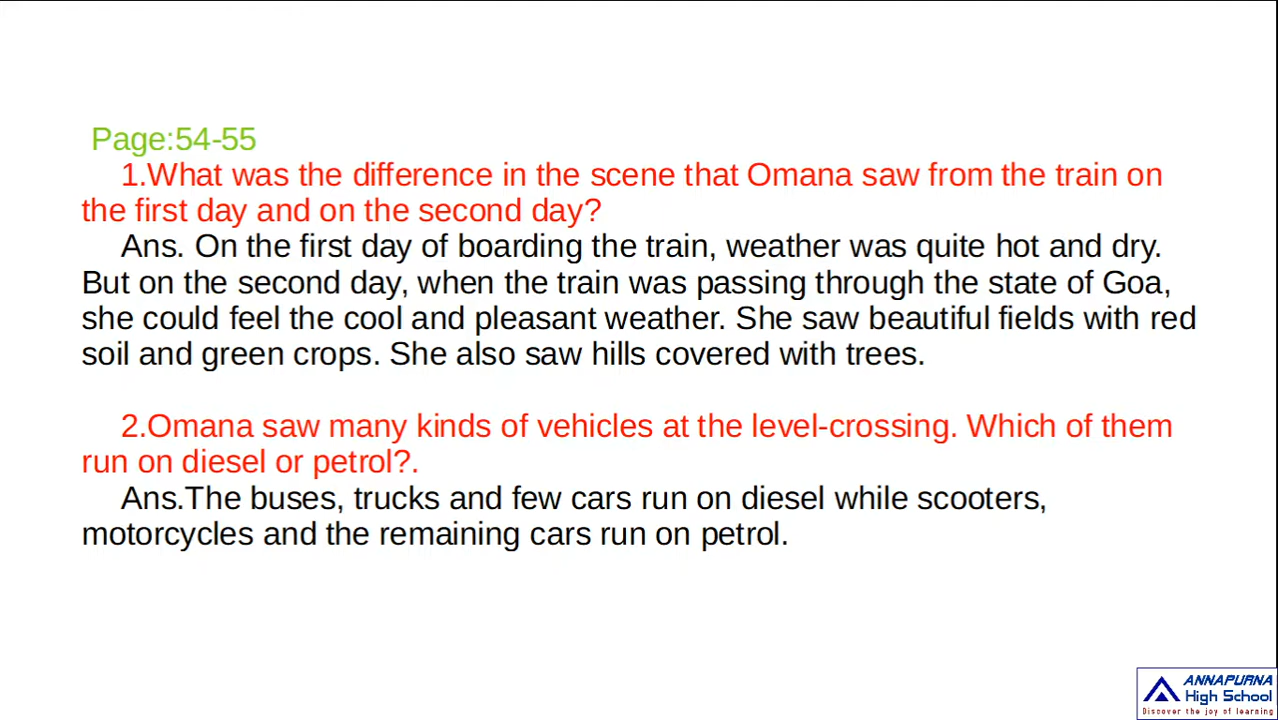 Page:54-55
1.What was the difference in the scene that Omana saw from the train on
the first day and on the second day?
Ans. On the first day of boarding the train, weather was quite hot and dry.
But on the second day, when the train was passing through the state of Goa,
she could feel the cool and pleasant weather. She saw beautiful fields with red
soil and green crops. She also saw hills covered with trees.
2.Omana saw many kinds of vehicles at the level-crossing. Which of them
run on diesel or petrol?.
Ans.The buses, trucks and few cars run on diesel while scooters,
motorcycles and the remaining cars run on petrol.
ANNAPURNA
High School
Discover the joy of learning